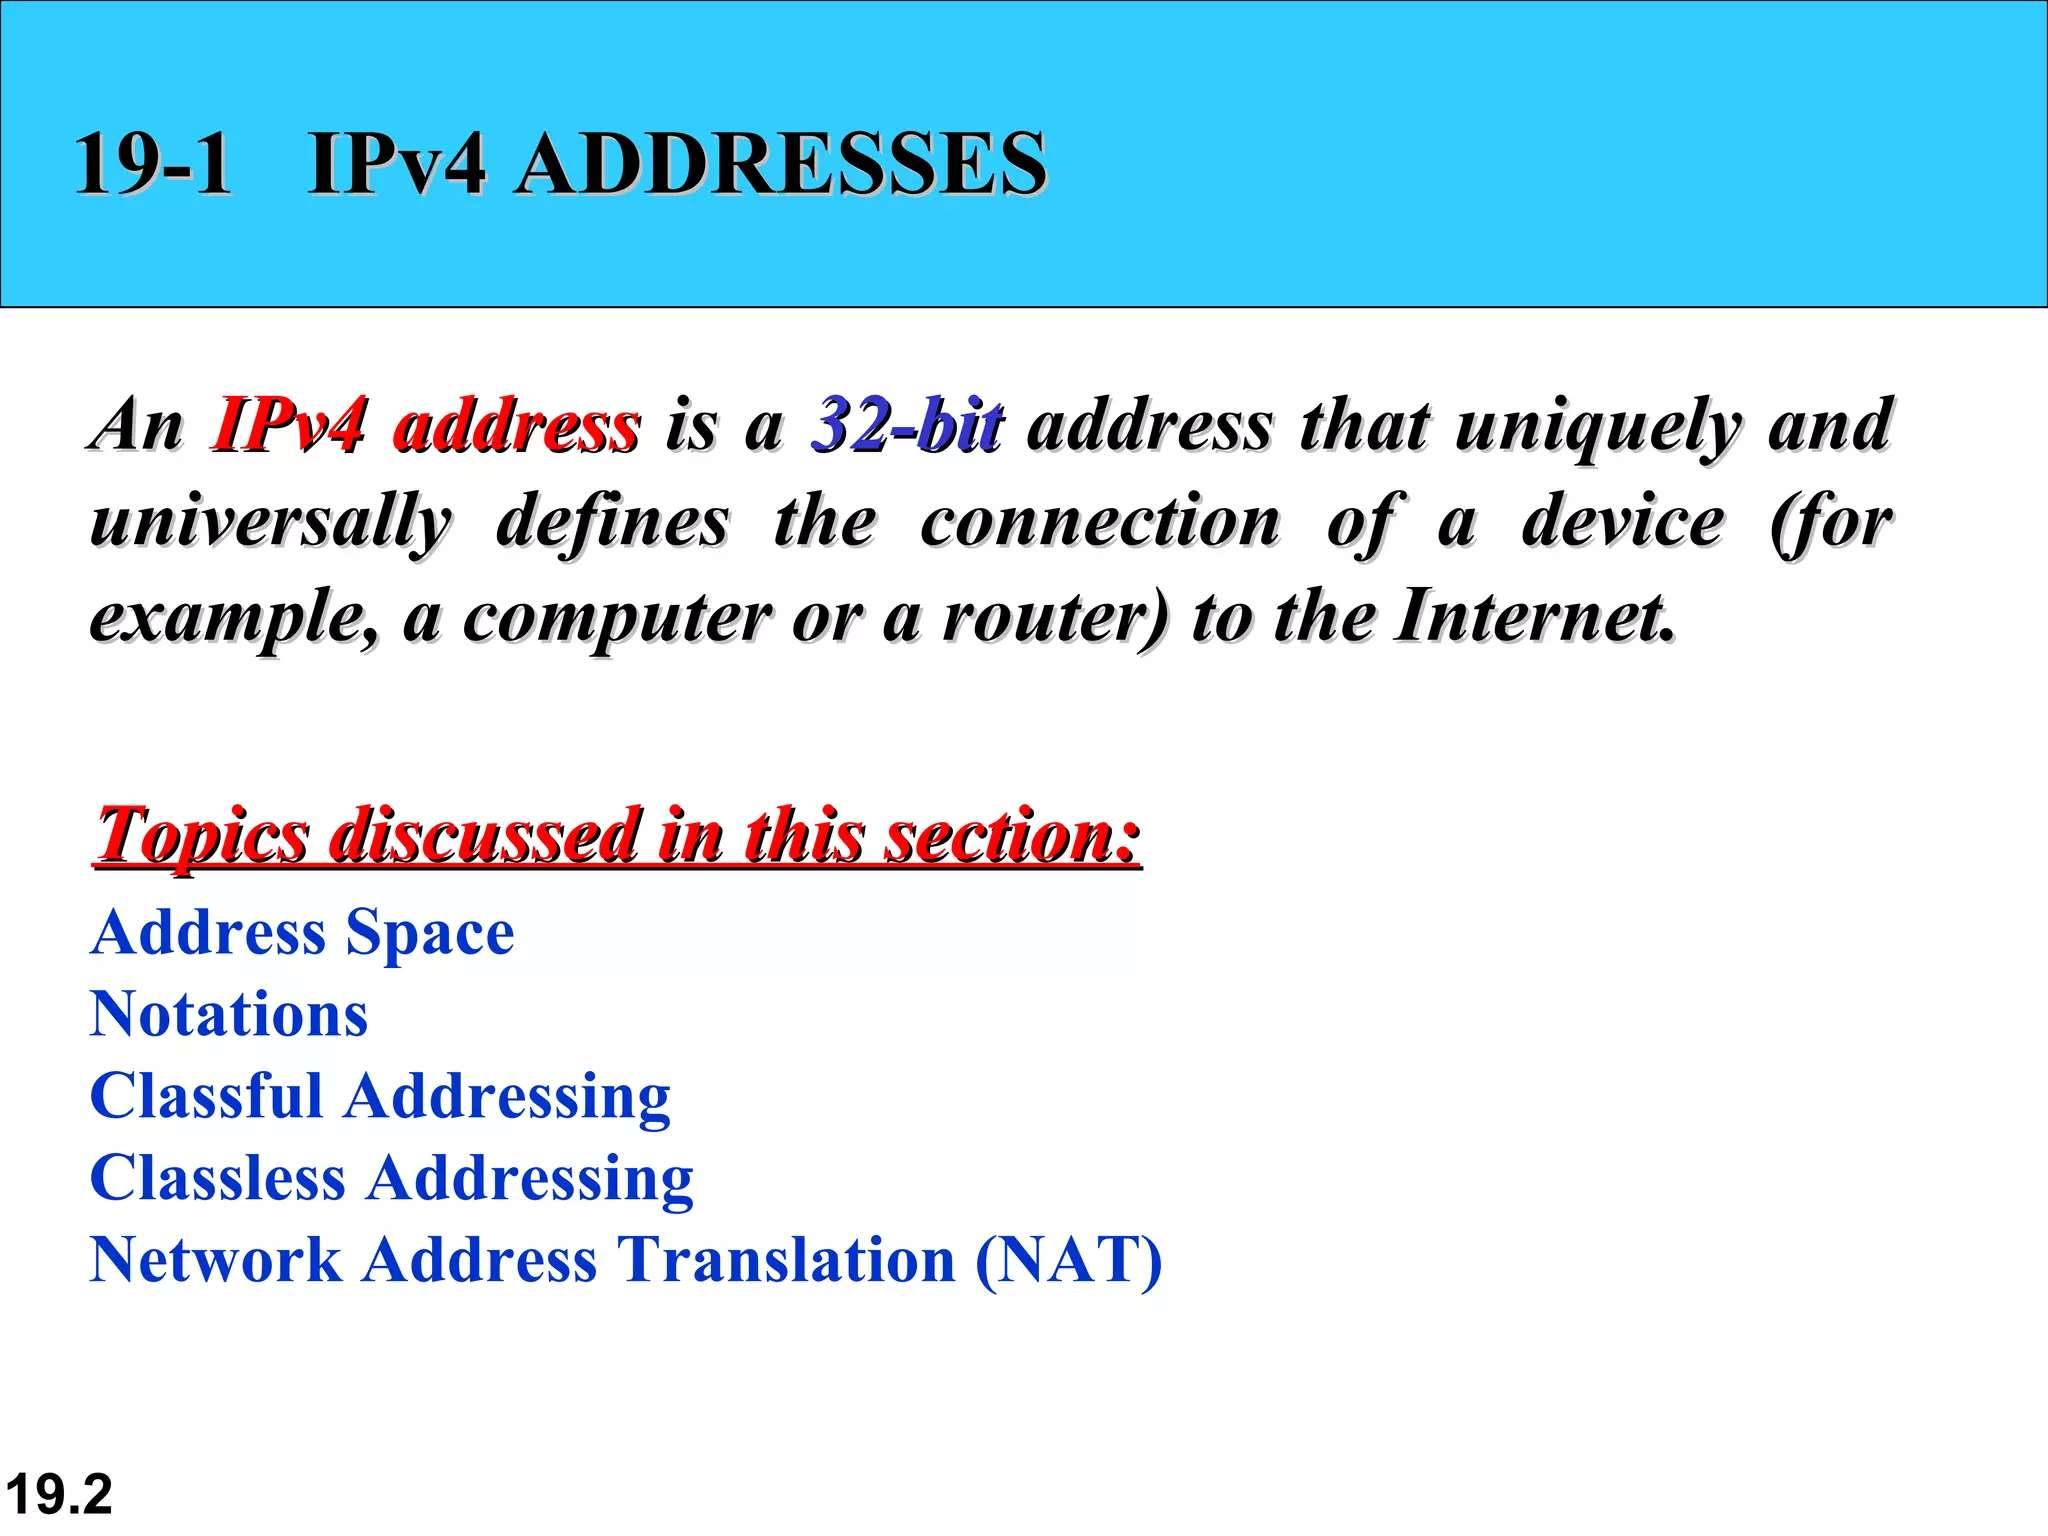 19-1 IPv4 ADDRESSES
An IPv4 address is a 32-bit address that uniquely and
universally defines the connection of a device (for
example, a computer or a router) to the Internet.
Topics discussed in this section:
Address Space
Notations
Classful Addressing
Classless Addressing
Network Address Translation (NAT)
19.2